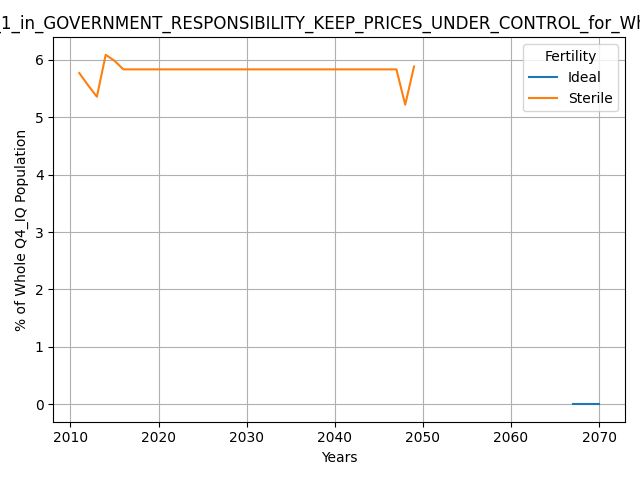 _1_in_GOVERNMENT_RESPONSIBILITY_KEEP_PRICES_UNDER_CONTROL_for_Wh
Fertility
Ideal
Sterile
% of Whole Q4_IQ Population
6
5
4
3
2
1
0
2010 2020 2030 2040 2050 2060 2070
Years